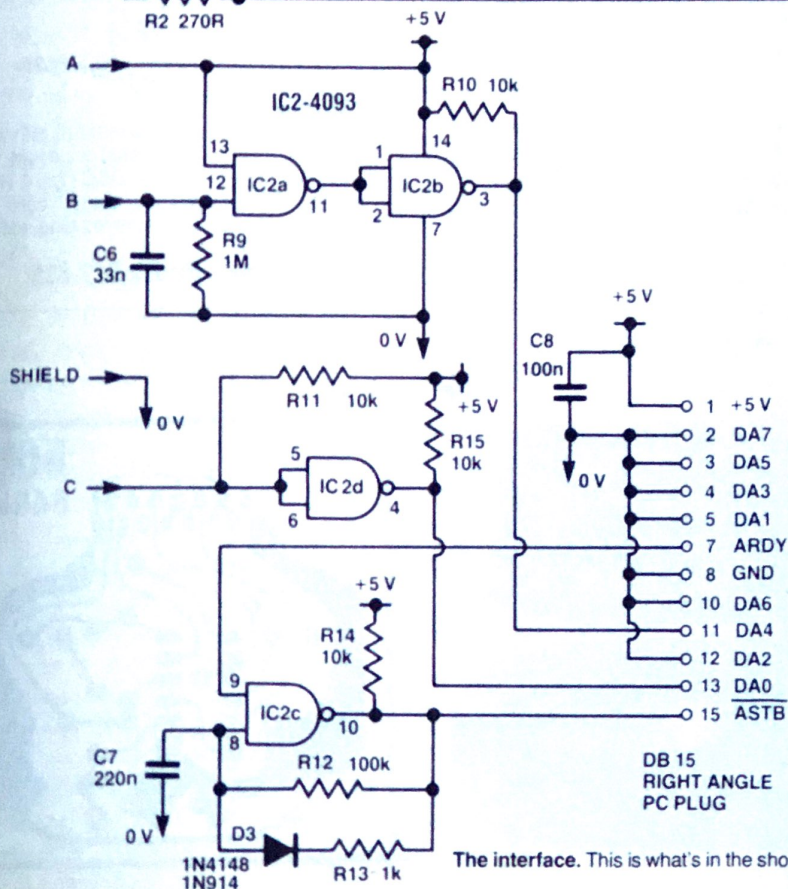 R2 270R
+5 V
A
R10 10k
IC2-4093
13
14
1
12
IC2a
IC2b
B
11
2
3
7
C6
33n
R9
1M
0 V
+5 V
C8
100n
SHIELD
0 V
R11 10k
+5 V
R15
10k
1 +5 V
2 DA7
3 DA5
0 V
4 DA3
5 DA1
5
C
IC2d
4
6
7 ARDY
8 GND
+5 V
10 DA6
R14
10k
11 DA4
12 DA2
9
13 DA0
IC2c
10
15 ASTB
8
C7
220n
R12 100k
DB 15
RIGHT ANGLE
PC PLUG
0 V
D3
1N4148
1N914
R13 1k
The interface. This is what's in the sho